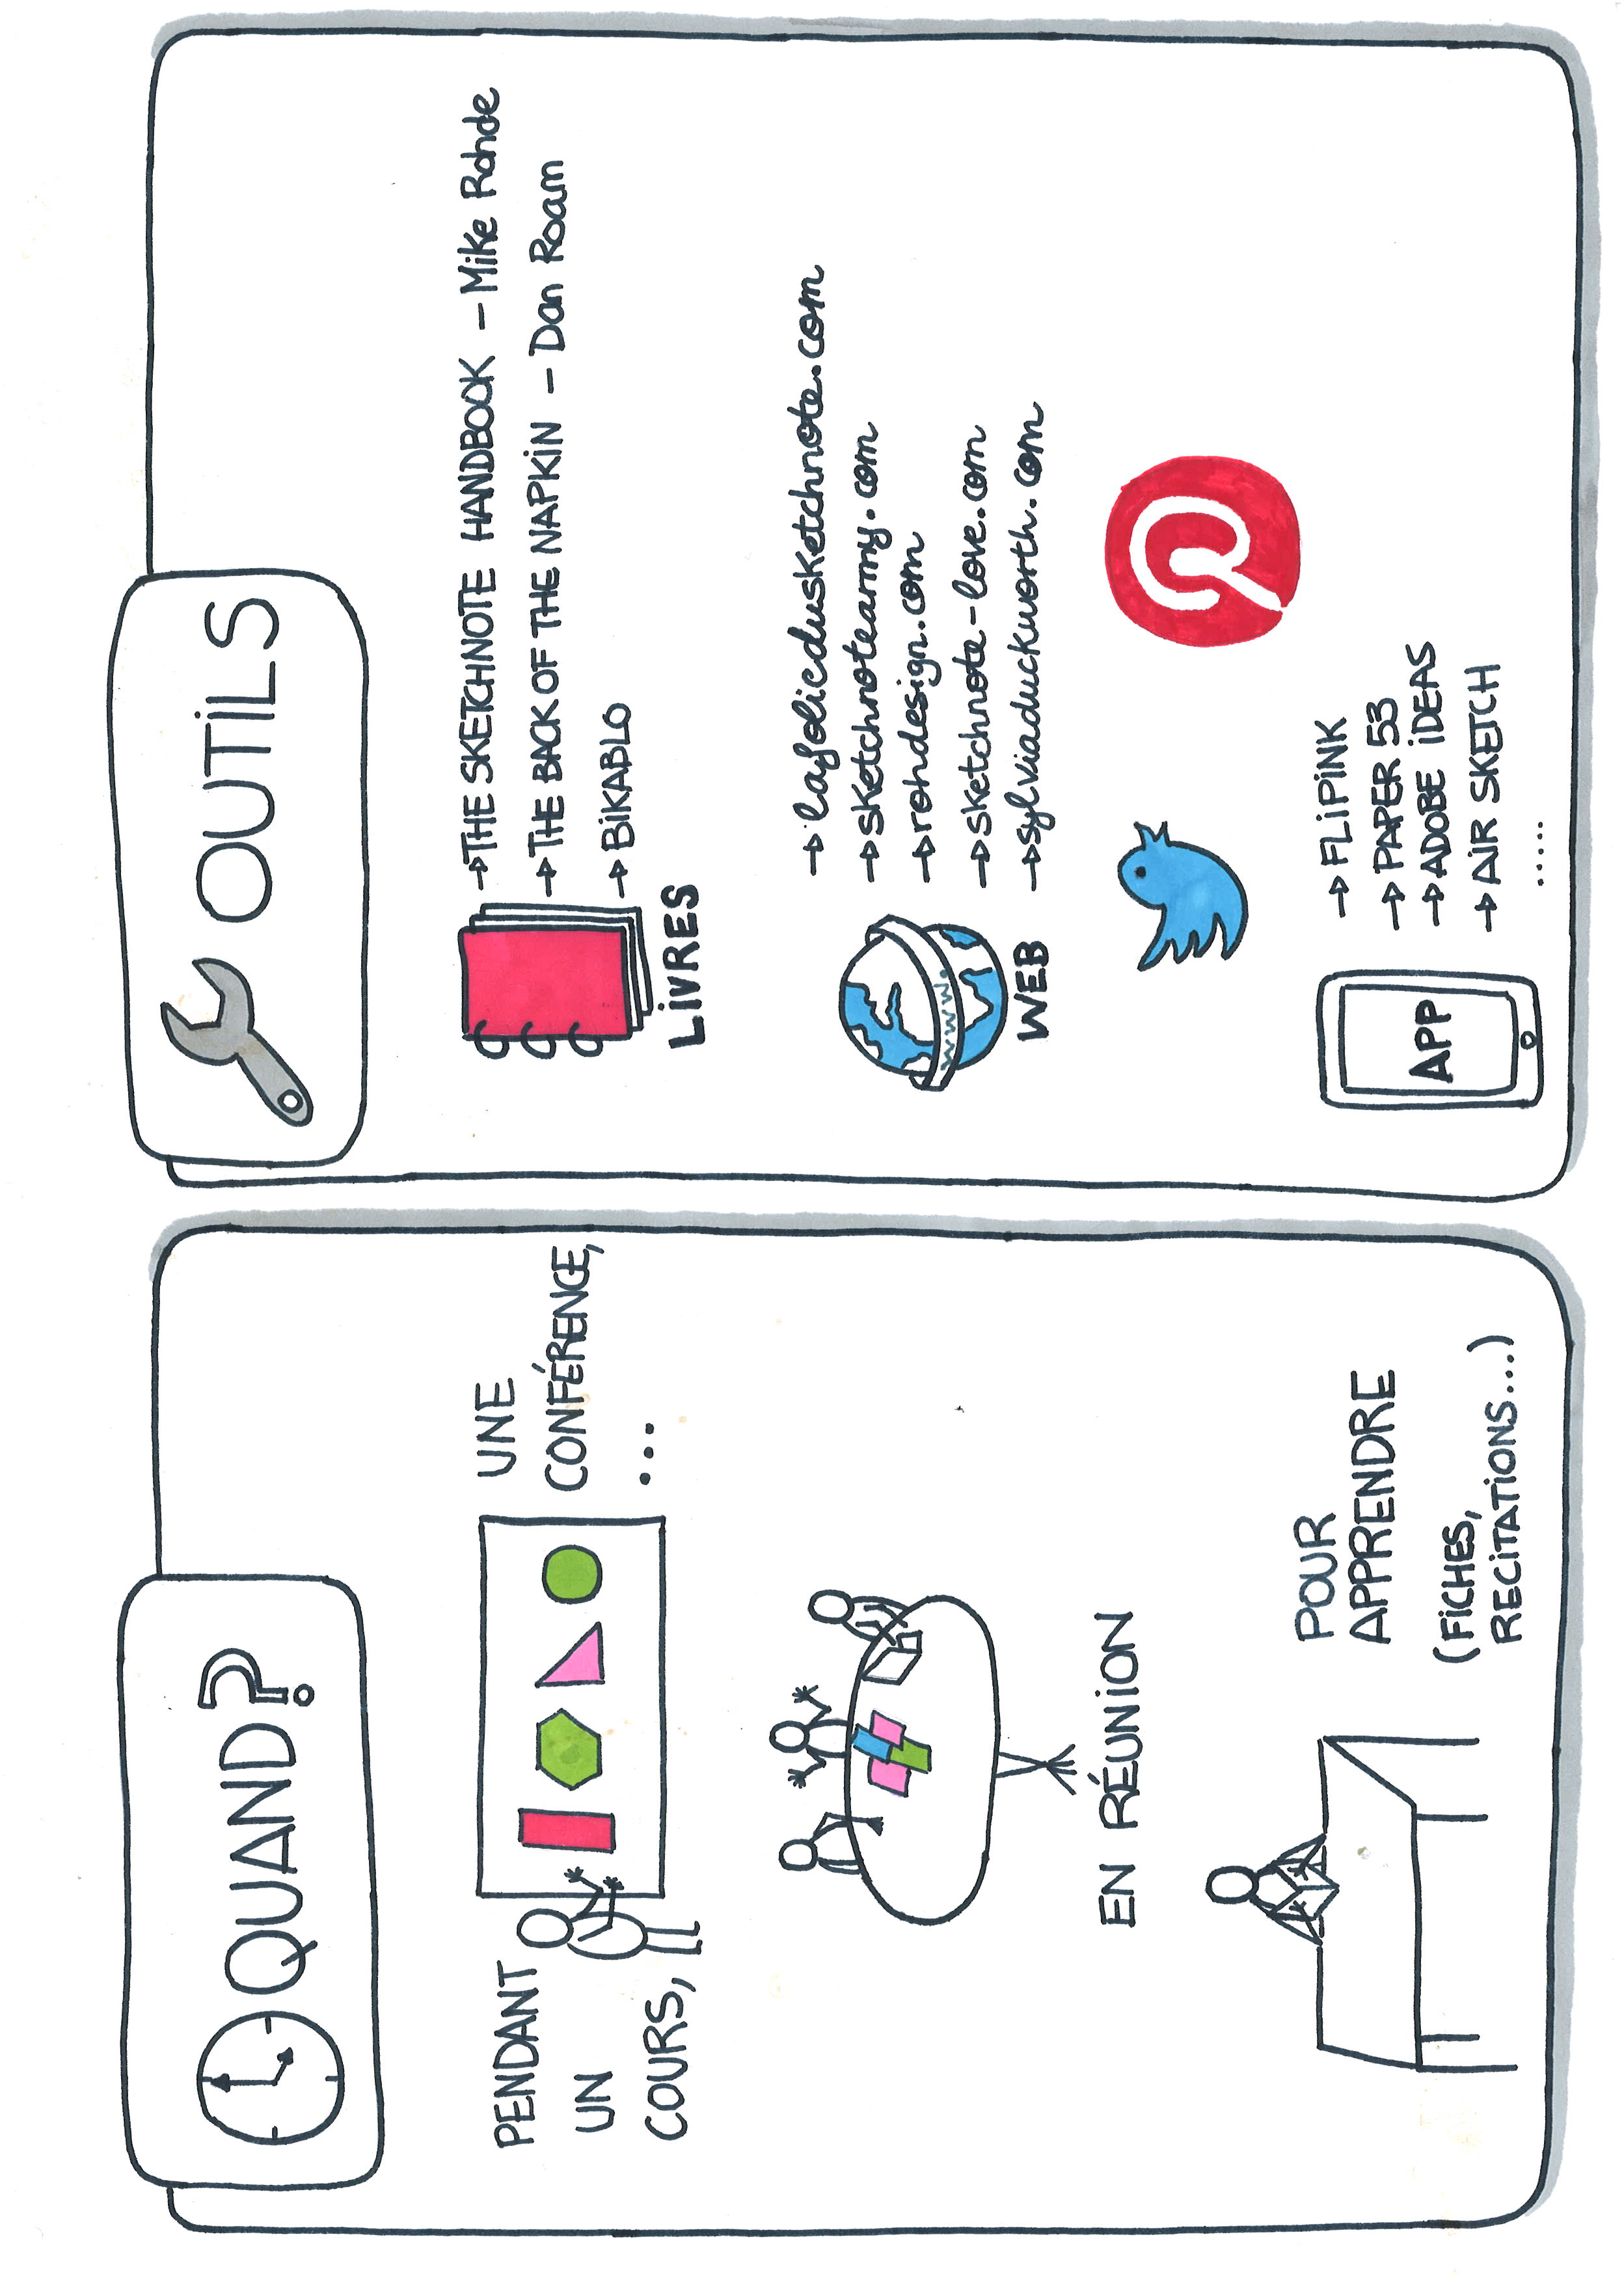 QUAND?
PENDANT
UN
COURS,
UNE
CONFÉRENCE,
...
EN RÉUNION
POUR
APPRENDRE
(FICHES,
RECITATIONS...)
OUTILS
→THE SKETCHNOTE HANDBOOK – Mike Rohde
→THE BACK OF THE NAPKIN – Dan Roam
→BIKABLO
LIVRES
→lafoliedusketchnote.com
→sketchnotearmy.com
→rohdesign.com
→sketchnote-love.com
→sylviaduckworth.com
www.
WEB
→FLIPINK
→PAPER 53
→ADOBE IDEAS
→AIR SKETCH
.....
APP